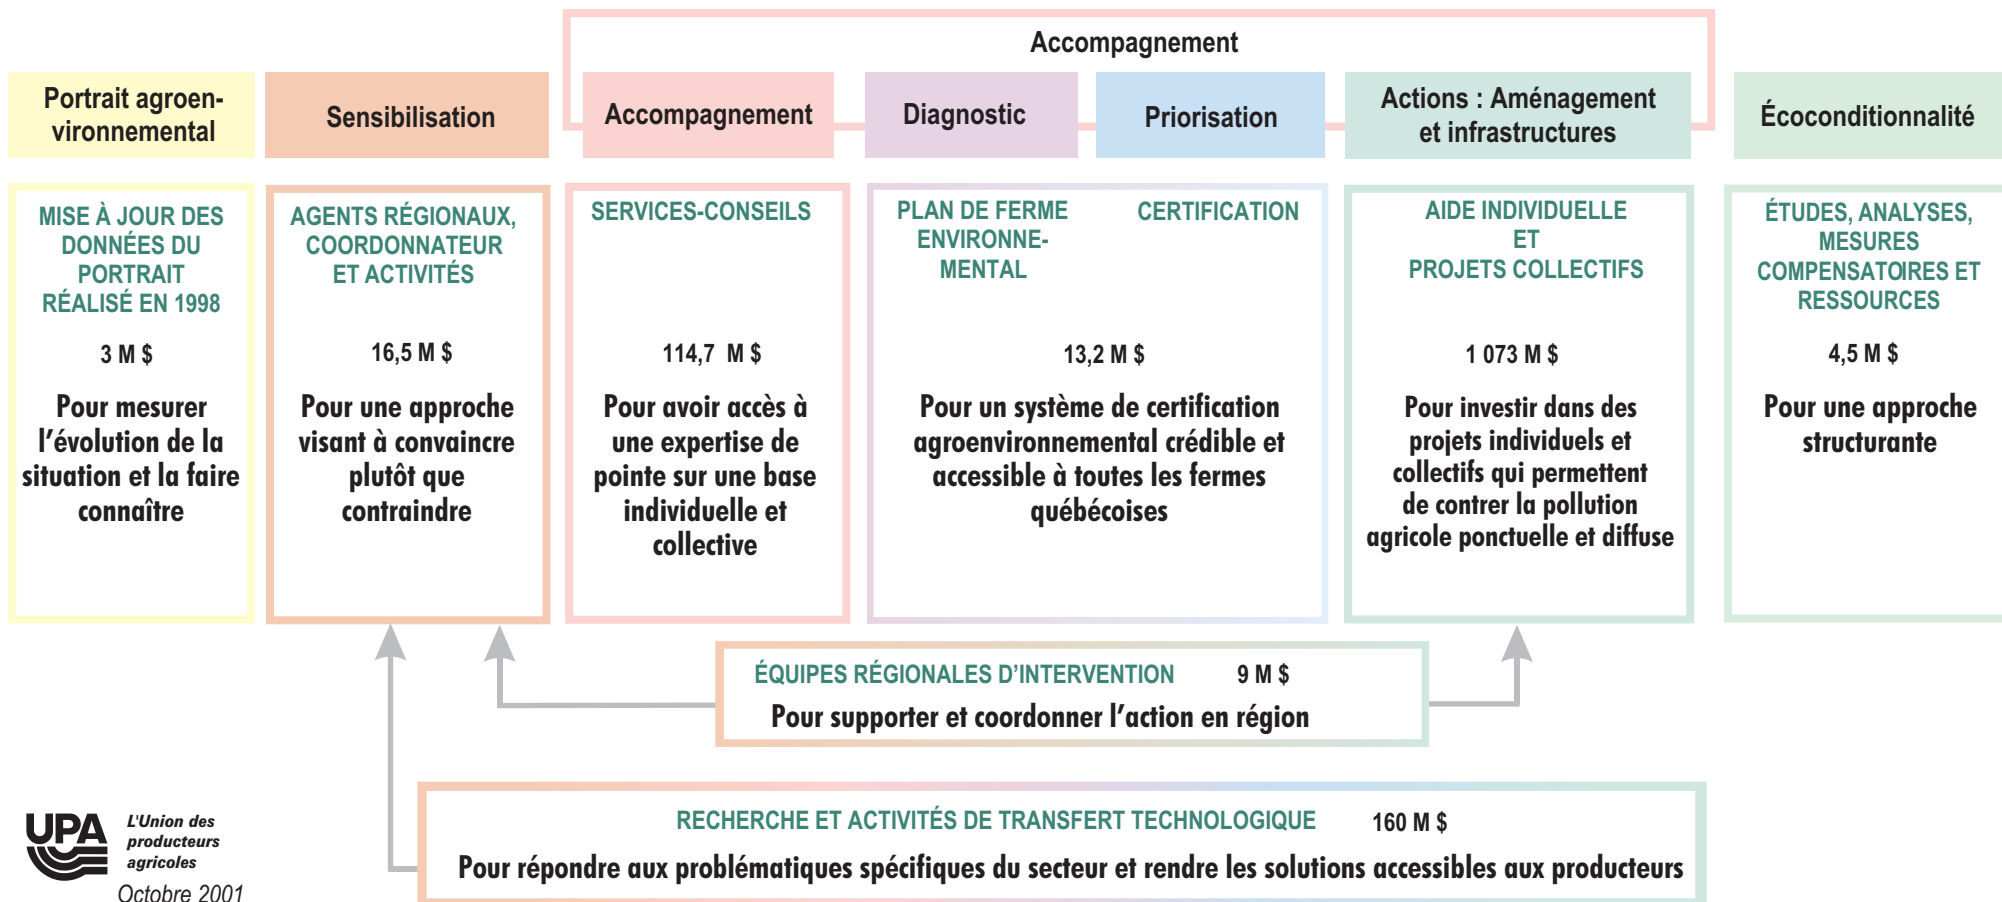 Accompagnement
Portrait agroen-
vironnemental
Sensibilisation
Accompagnement
Diagnostic
Priorisation
Actions : Aménagement
et infrastructures
Écoconditionnalité
MISE À JOUR DES
DONNÉES DU
PORTRAIT
RÉALISÉ EN 1998
3 M $
Pour mesurer
l'évolution de la
situation et la faire
connaître
AGENTS RÉGIONAUX,
COORDONNATEUR
ET ACTIVITÉS
16,5 M $
Pour une approche
visant à convaincre
plutôt que
contraindre
SERVICES-CONSEILS
114,7 M $
Pour avoir accès à
une expertise de
pointe sur une base
individuelle et
collective
PLAN DE FERME
ENVIRONNE-
MENTAL
CERTIFICATION
13,2 M $
Pour un système de certification
agroenvironnemental crédible et
accessible à toutes les fermes
québécoises
AIDE INDIVIDUELLE
ET
PROJETS COLLECTIFS
1 073 M $
Pour investir dans des
projets individuels et
collectifs qui permettent
de contrer la pollution
agricole ponctuelle et diffuse
ÉTUDES, ANALYSES,
MESURES
COMPENSATOIRES ET
RESSOURCES
4,5 M $
Pour une approche
structurante
ÉQUIPES RÉGIONALES D'INTERVENTION 9 M $
Pour supporter et coordonner l'action en région
RECHERCHE ET ACTIVITÉS DE TRANSFERT TECHNOLOGIQUE 160 M $
Pour répondre aux problématiques spécifiques du secteur et rendre les solutions accessibles aux producteurs
UPA
L'Union des
producteurs
agricoles
Octobre 2001